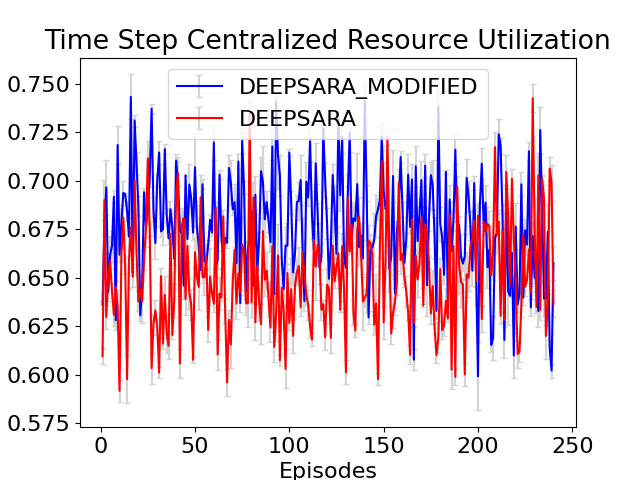 Time Step Centralized Resource Utilization
DEEPSARA_MODIFIED
DEEPSARA
0.750
0.725
0.700
0.675
0.650
0.625
0.600
0.575
0 50 100 150 200 250
Episodes